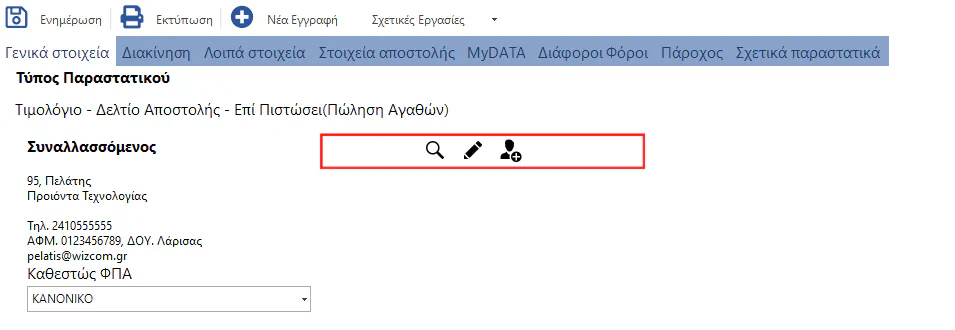 Ενημέρωση Εκτύπωση Νέα Εγγραφή Σχετικές Εργασίες
Γενικά στοιχεία Διακίνηση Λοιπά στοιχεία Στοιχεία αποστολής MyDATA Διάφοροι Φόροι Πάροχος Σχετικά παραστατικά
Τύπος Παραστατικού
Τιμολόγιο - Δελτίο Αποστολής - Επί Πιστώσει(Πώληση Αγαθών)
Συναλλασσόμενος
95, Πελάτης
Προιόντα Τεχνολογίας
Τηλ. 2410555555
ΑΦΜ. 0123456789, ΔΟΥ. Λάρισας
pelatis@wizcom.gr
Καθεστώς ΦΠΑ
ΚΑΝΟΝΙΚΟ